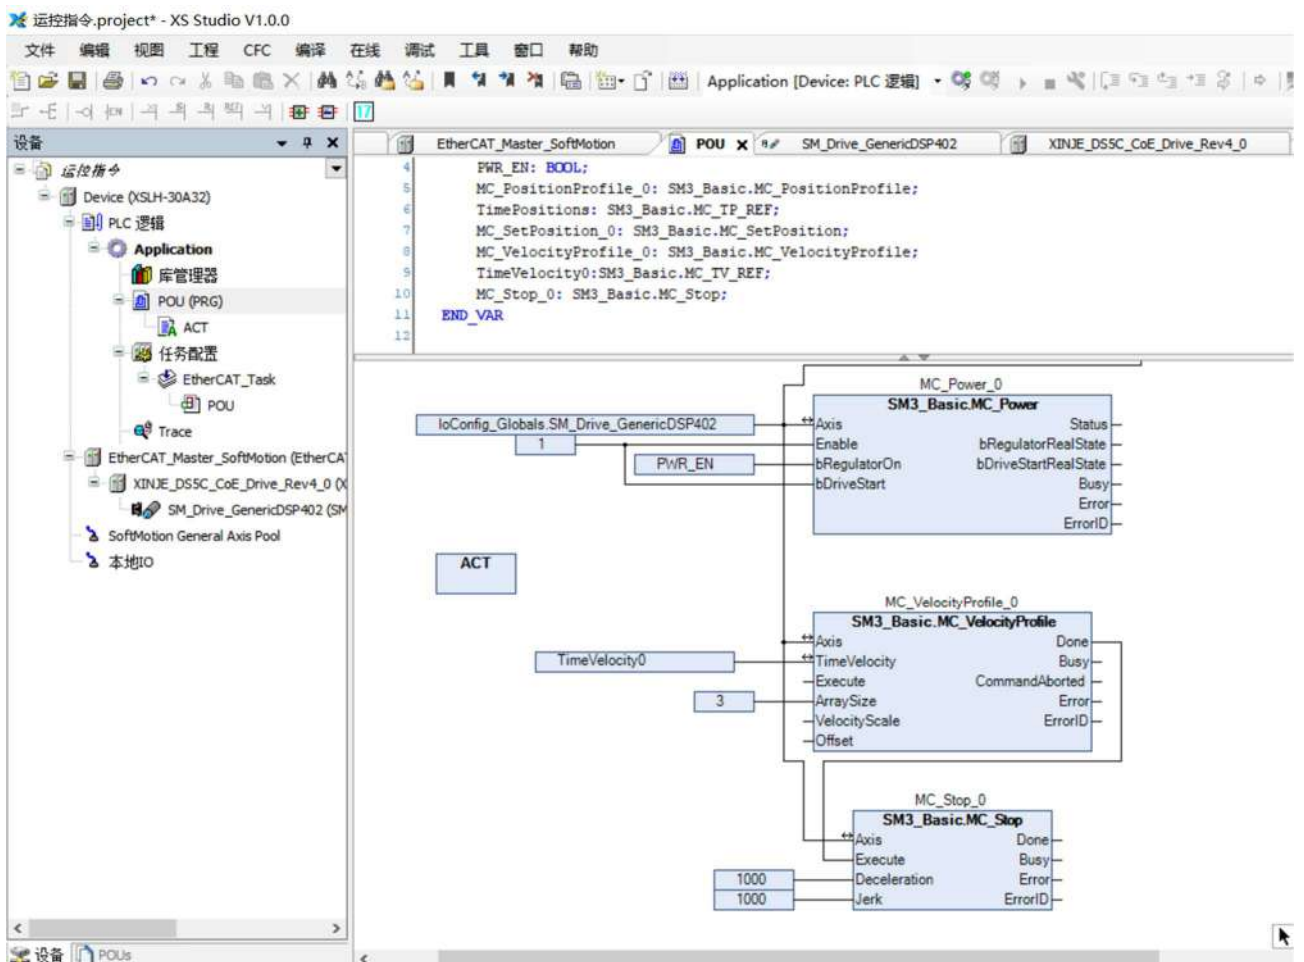 运控指令.project* - XS Studio V1.0.0
文件 编辑 视图 工程 CFC 编译 在线 调试 工具 窗口 帮助
Application [Device: PLC 逻辑]
设备
EtherCAT_Master_SoftMotion POU SM_Drive_GenericDSP402 XINJE_DS5C_CoE_Drive_Rev4_0
运控指令
Device (XSLH-30A32)
PLC 逻辑
Application
库管理器
POU (PRG)
ACT
任务配置
EtherCAT_Task
POU
Trace
EtherCAT_Master_SoftMotion (EtherCA
XINJE_DS5C_CoE_Drive_Rev4_0 (X
SM_Drive_GenericDSP402 (SM
SoftMotion General Axis Pool
本地IO
设备 POUs
4 PWR_EN: BOOL;
5 MC_PositionProfile_0: SM3_Basic.MC_PositionProfile;
6 TimePositions: SM3_Basic.MC_TP_REF;
7 MC_SetPosition_0: SM3_Basic.MC_SetPosition;
8 MC_VelocityProfile_0: SM3_Basic.MC_VelocityProfile;
9 TimeVelocity0:SM3_Basic.MC_TV_REF;
10 MC_Stop_0: SM3_Basic.MC_Stop;
11 END_VAR
12
MC_Power_0
SM3_Basic.MC_Power
IoConfig_Globals.SM_Drive_GenericDSP402 Axis Status
1 Enable bRegulatorRealState
PWR_EN bRegulatorOn bDriveStartRealState
bDriveStart Busy
Error
ErrorID
ACT
MC_VelocityProfile_0
SM3_Basic.MC_VelocityProfile
Axis Done
TimeVelocity0 TimeVelocity Busy
Execute CommandAborted
3 ArraySize Error
VelocityScale ErrorID
Offset
MC_Stop_0
SM3_Basic.MC_Stop
Axis Done
Execute Busy
1000 Deceleration Error
1000 Jerk ErrorID